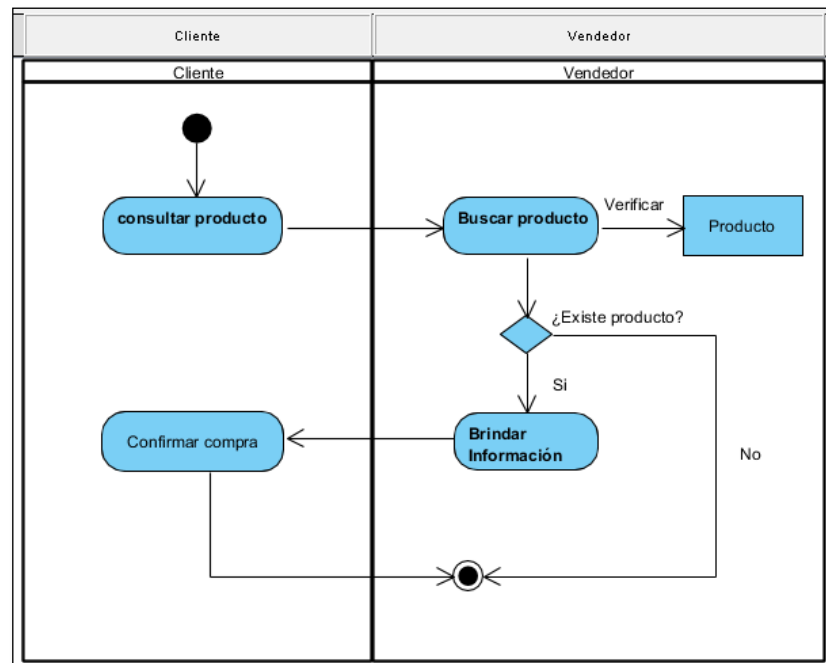 Cliente
Vendedor
Cliente
Vendedor
consultar producto
Buscar producto
Verificar
Producto
¿Existe producto?
Si
Confirmar compra
Brindar
Información
No